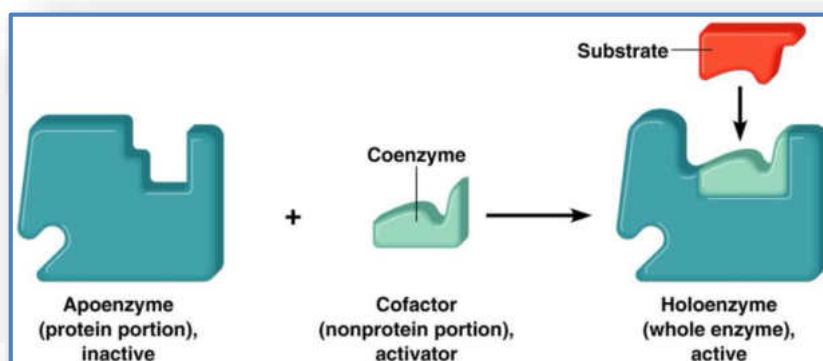 Substrate
Coenzyme
+
Apoenzyme
(protein portion),
inactive
Cofactor
(nonprotein portion),
activator
Holoenzyme
(whole enzyme),
active